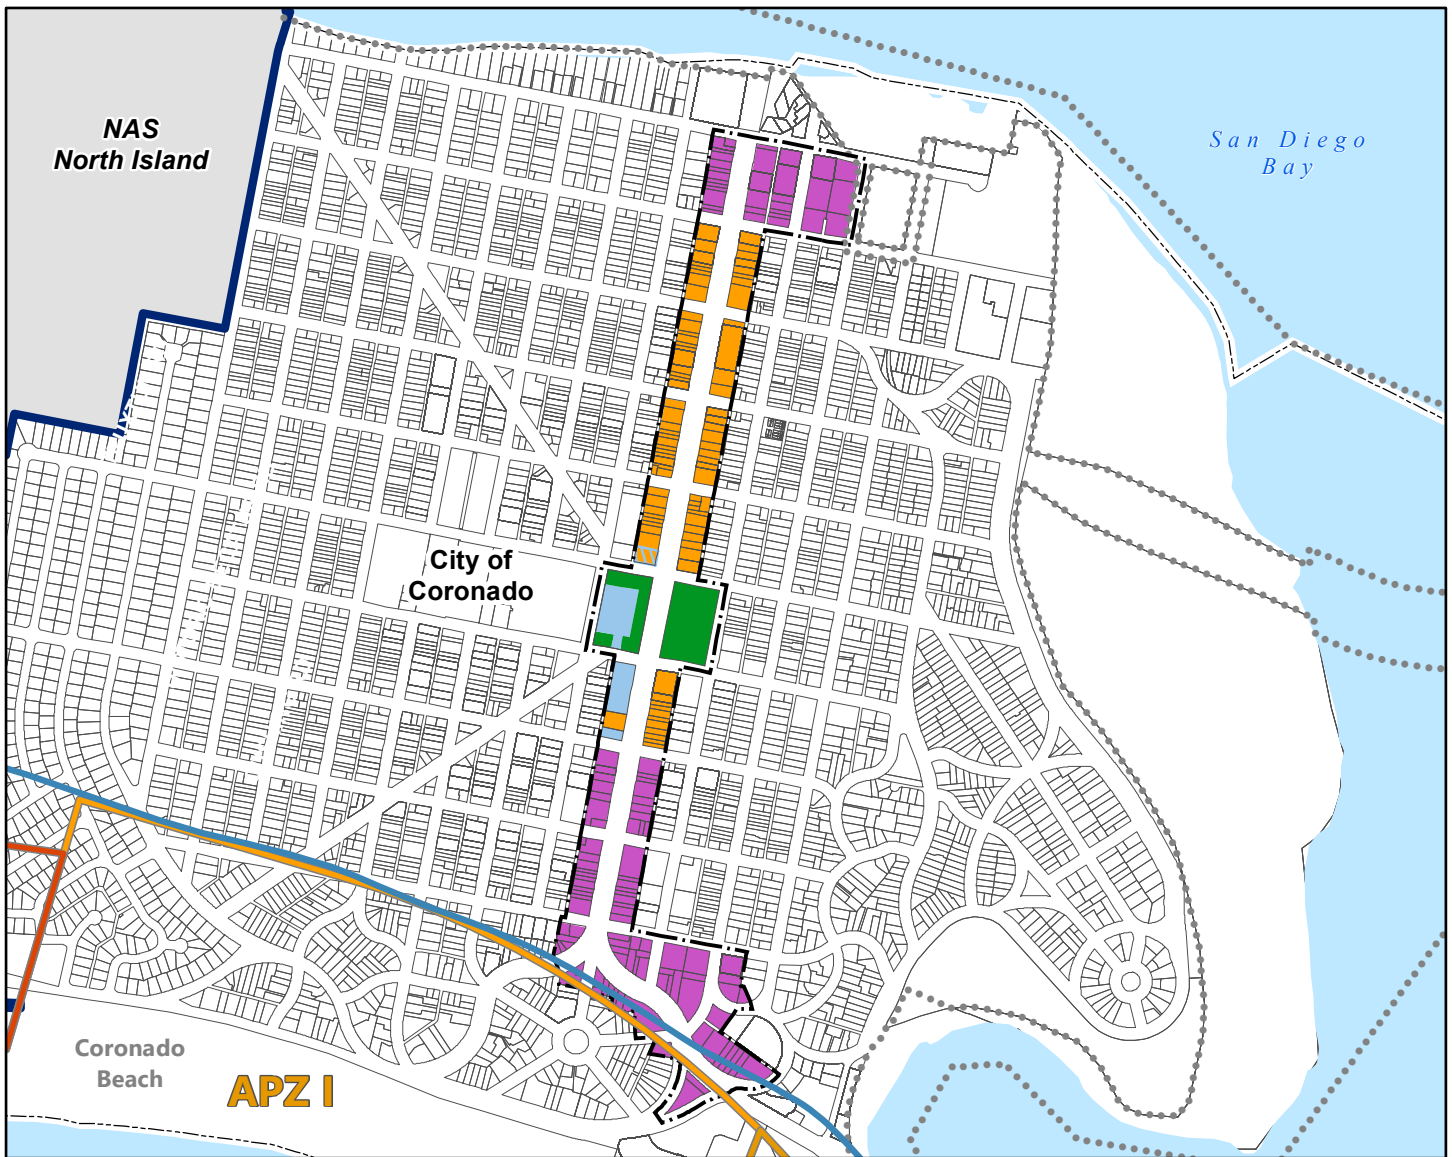 NAS
North Island
San Diego
Bay
City of
Coronado
Coronado
Beach
APZ I